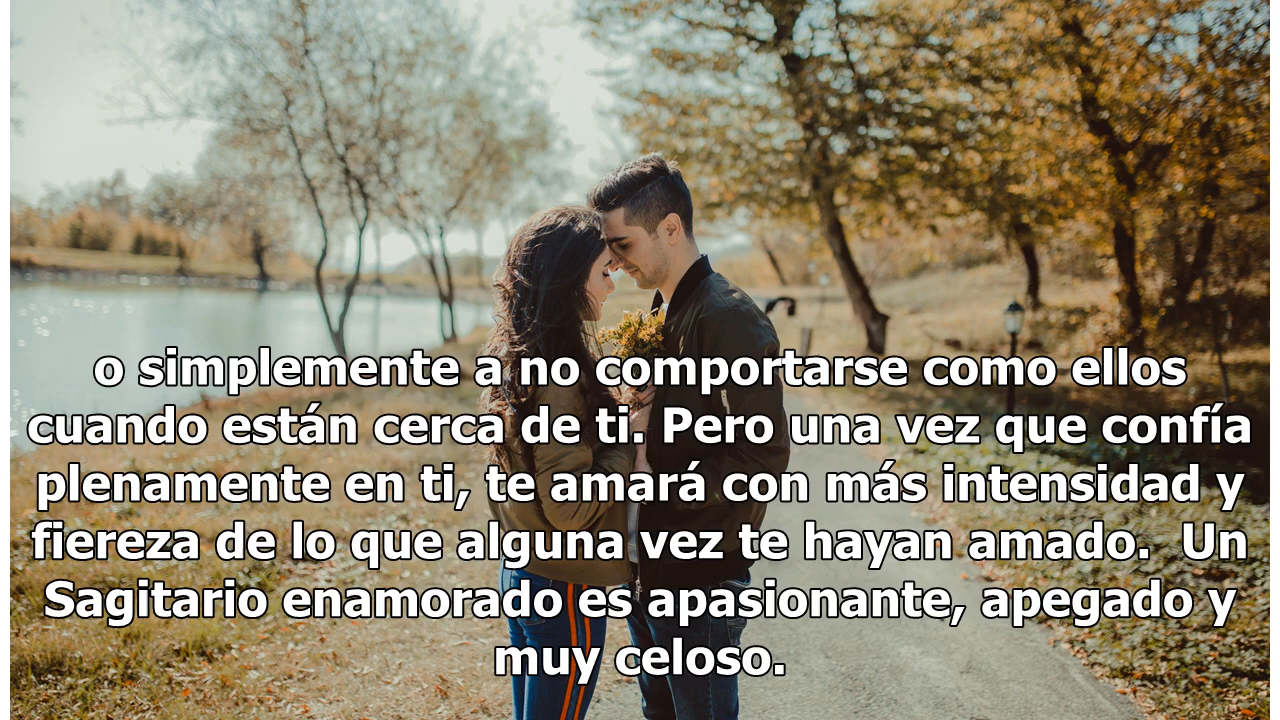 o simplemente a no comportarse como ellos
cuando están cerca de ti. Pero una vez que confía
plenamente en ti, te amará con más intensidad y
fiereza de lo que alguna vez te hayan amado.  Un
Sagitario enamorado es apasionante, apegado y
muy celoso.